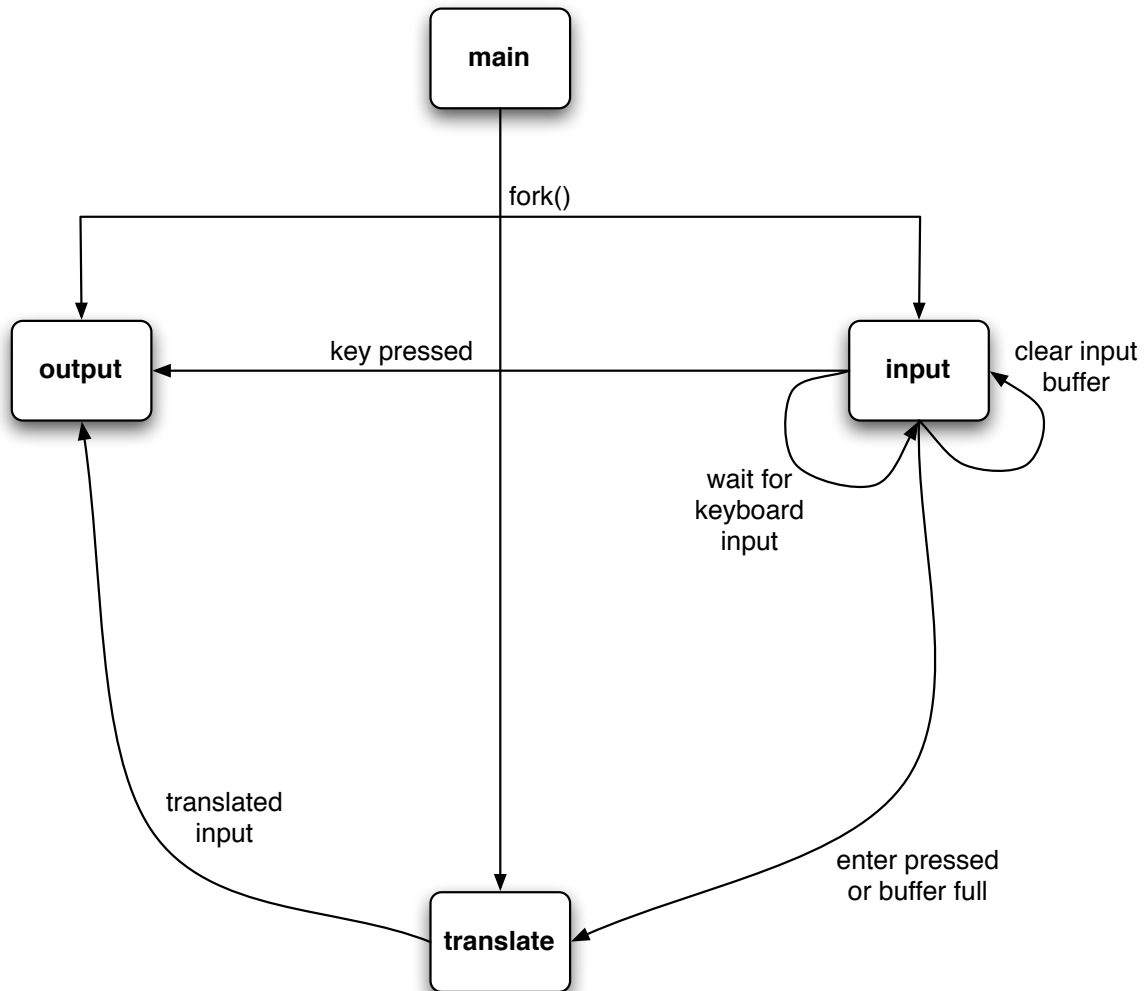 main
fork()
output
key pressed
input
clear input
buffer
wait for
keyboard
input
translated
input
enter pressed
or buffer full
translate